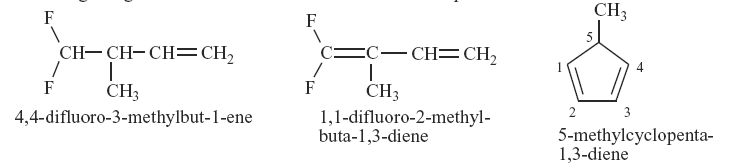 F
CH—CH—CH=CH₂
F
CH₃
4,4-difluoro-3-methylbut-1-ene
F
C=C—CH=CH₂
F
CH₃
1,1-difluoro-2-methyl-
buta-1,3-diene
CH₃
5
1
4
2
3
5-methylcyclopenta-
1,3-diene